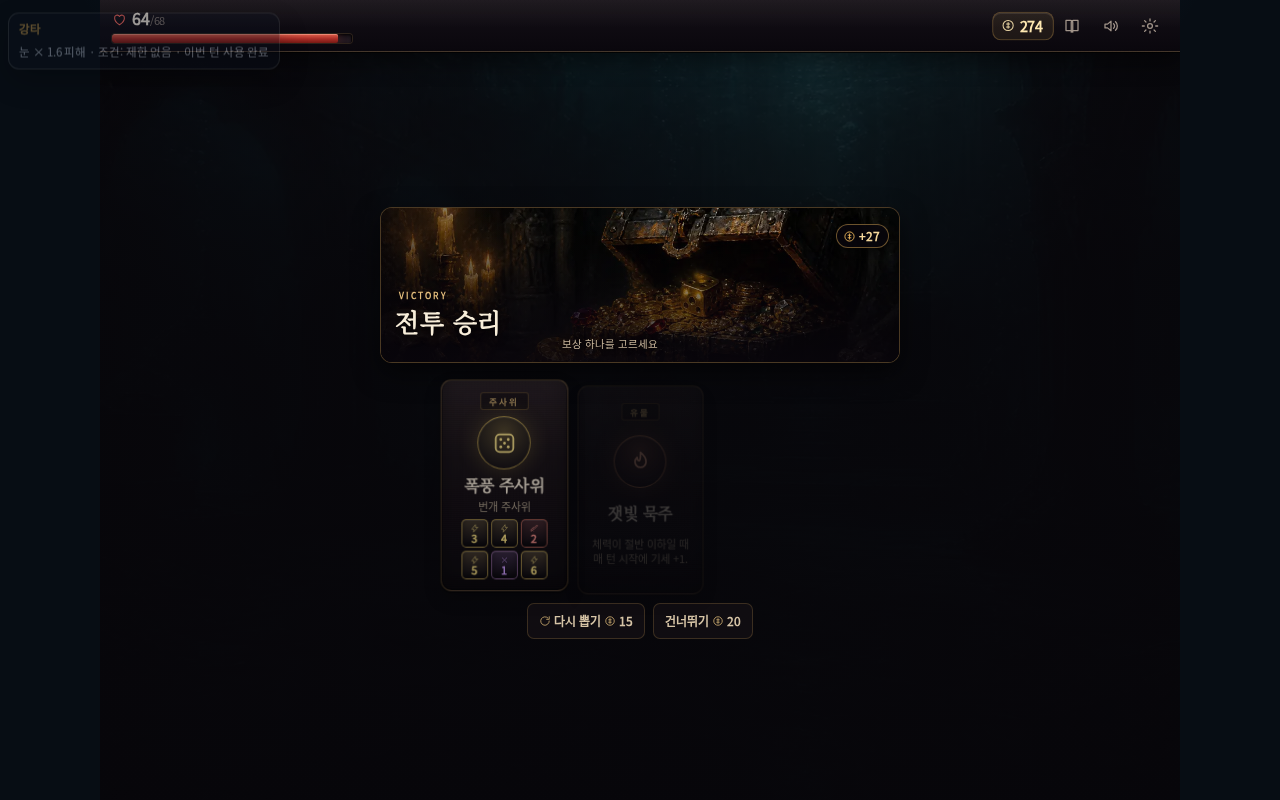 강타
눈 × 1.6 피해 · 조건: 제한 없음 · 이번 턴 사용 완료
64/68
274
+27
VICTORY
전투 승리
보상 하나를 고르세요
주사위
폭풍 주사위
번개 주사위
3 4 2
5 1 6
유물
잿빛 묵주
체력이 절반 이하일 때
매 턴 시작에 기세 +1.
다시 뽑기 15
건너뛰기 20